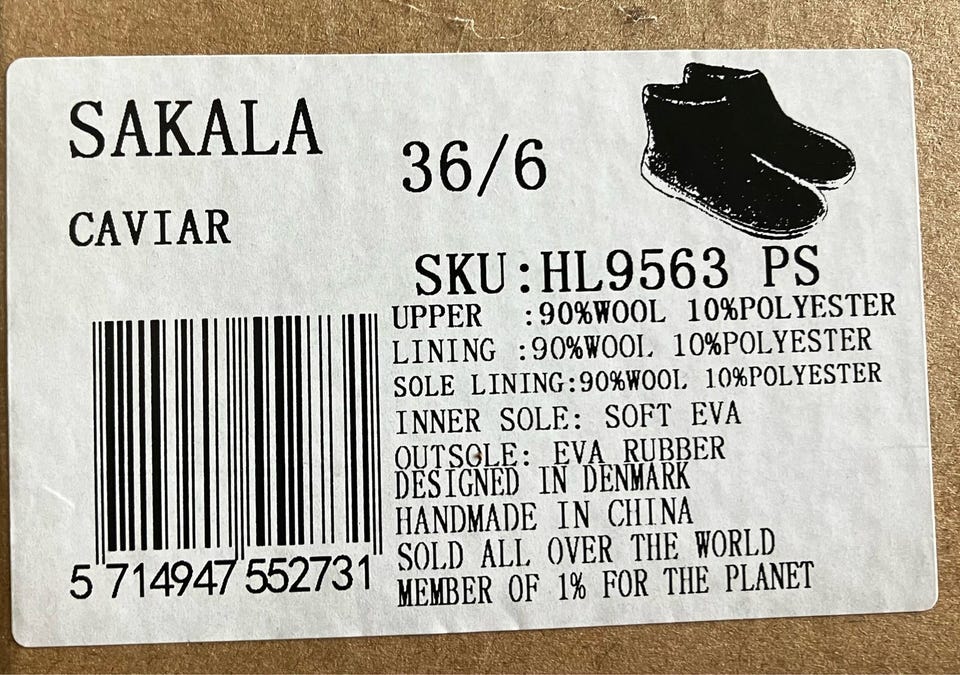 SAKALA
36/6
CAVIAR
SKU:HL9563 PS
UPPER :90%WOOL 10%POLYESTER
LINING :90%WOOL 10%POLYESTER
SOLE LINING:90%WOOL 10%POLYESTER
INNER SOLE: SOFT EVA
OUTSOLE: EVA RUBBER
DESIGNED IN DENMARK
HANDMADE IN CHINA
SOLD ALL OVER THE WORLD
MEMBER OF 1% FOR THE PLANET
5 714947 552731